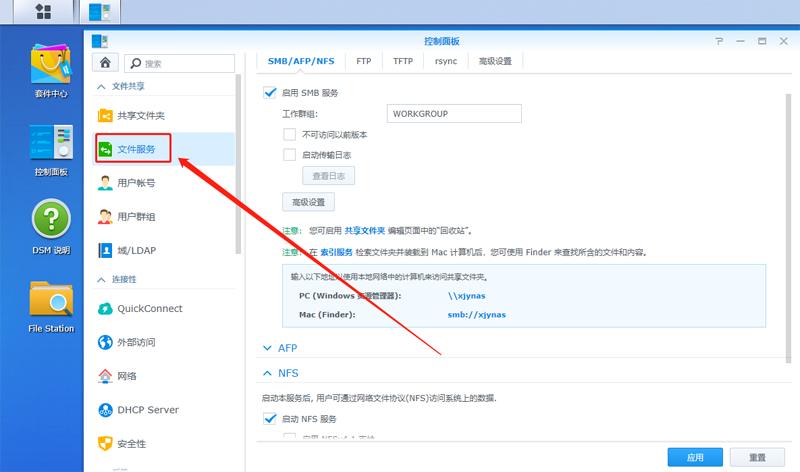 控制面板
套件中心
控制面板
DSM 说明
File Station
搜索
文件共享
共享文件夹
文件服务
用户帐号
用户群组
域/LDAP
连接性
QuickConnect
外部访问
网络
DHCP Server
安全性
SMB/AFP/NFS FTP TFTP rsync 高级设置
启用 SMB 服务
工作群组: WORKGROUP
不可访问以前版本
启动传输日志
查看日志
高级设置
注意: 您可启用 共享文件夹 编辑页面中的"回收站"。
注意: 在 索引服务 检索文件夹并装载到 Mac 计算机后，您可使用 Finder 来查找所含的文件和内容。
输入以下地址以使用本地网络中的计算机来访问共享文件夹。
PC (Windows 资源管理器): \\xjynas
Mac (Finder): smb://xjynas
AFP
NFS
启动本服务后, 用户可通过网络文件协议(NFS)访问系统上的数据.
启动 NFS 服务
应用 重置